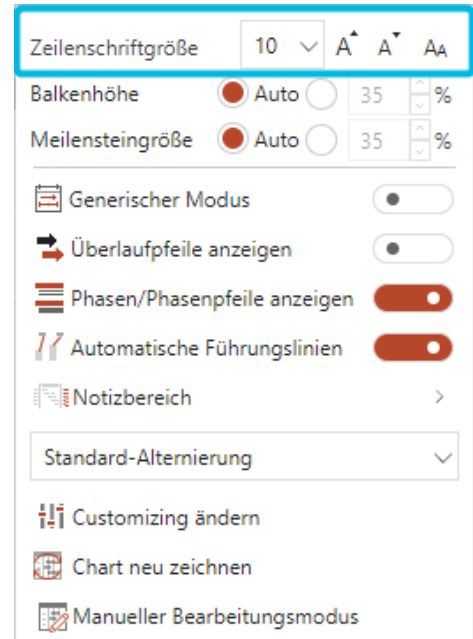 Zeilenschriftgröße 10 A A AA
Balkenhöhe Auto 35 %
Meilensteingröße Auto 35 %
Generischer Modus
Überlaufpfeile anzeigen
Phasen/Phasenpfeile anzeigen
Automatische Führungslinien
Notizbereich
Standard-Alternierung
Customizing ändern
Chart neu zeichnen
Manueller Bearbeitungsmodus